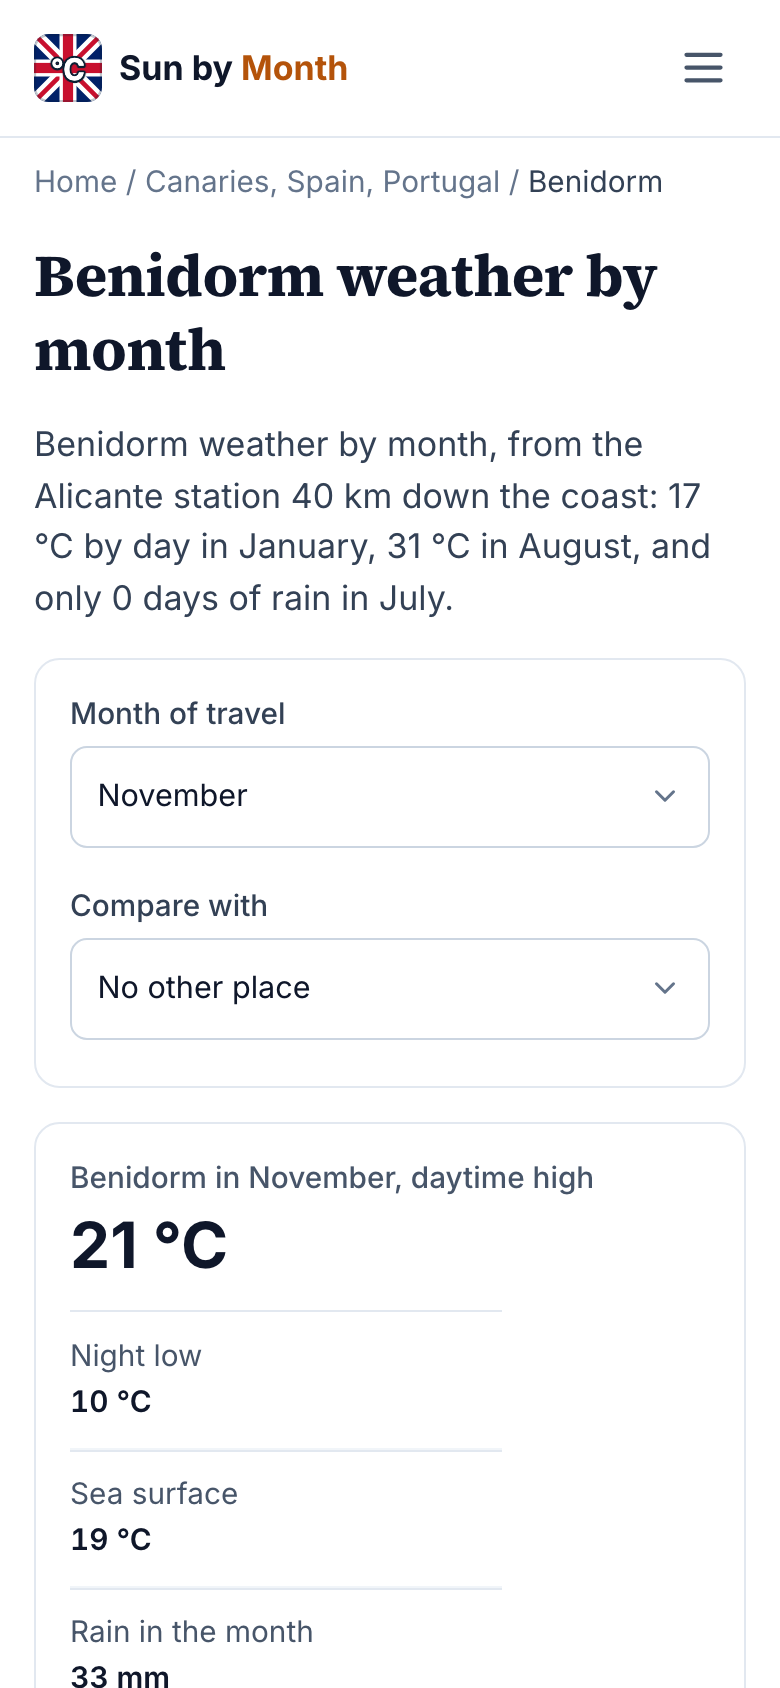 °C
Sun by Month
Home / Canaries, Spain, Portugal / Benidorm
Benidorm weather by
month
Benidorm weather by month, from the
Alicante station 40 km down the coast: 17
°C by day in January, 31 °C in August, and
only 0 days of rain in July.
Month of travel
November
Compare with
No other place
Benidorm in November, daytime high
21 °C
Night low
10 °C
Sea surface
19 °C
Rain in the month
33 mm